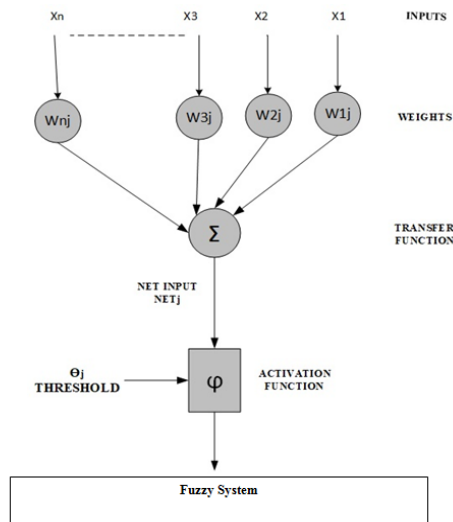 Xn X3 X2 X1 INPUTS
Wnj W3j W2j W1j WEIGHTS
Σ TRANSFER
FUNCTION
NET INPUT
NETj
Θj
THRESHOLD
φ ACTIVATION
FUNCTION
Fuzzy System